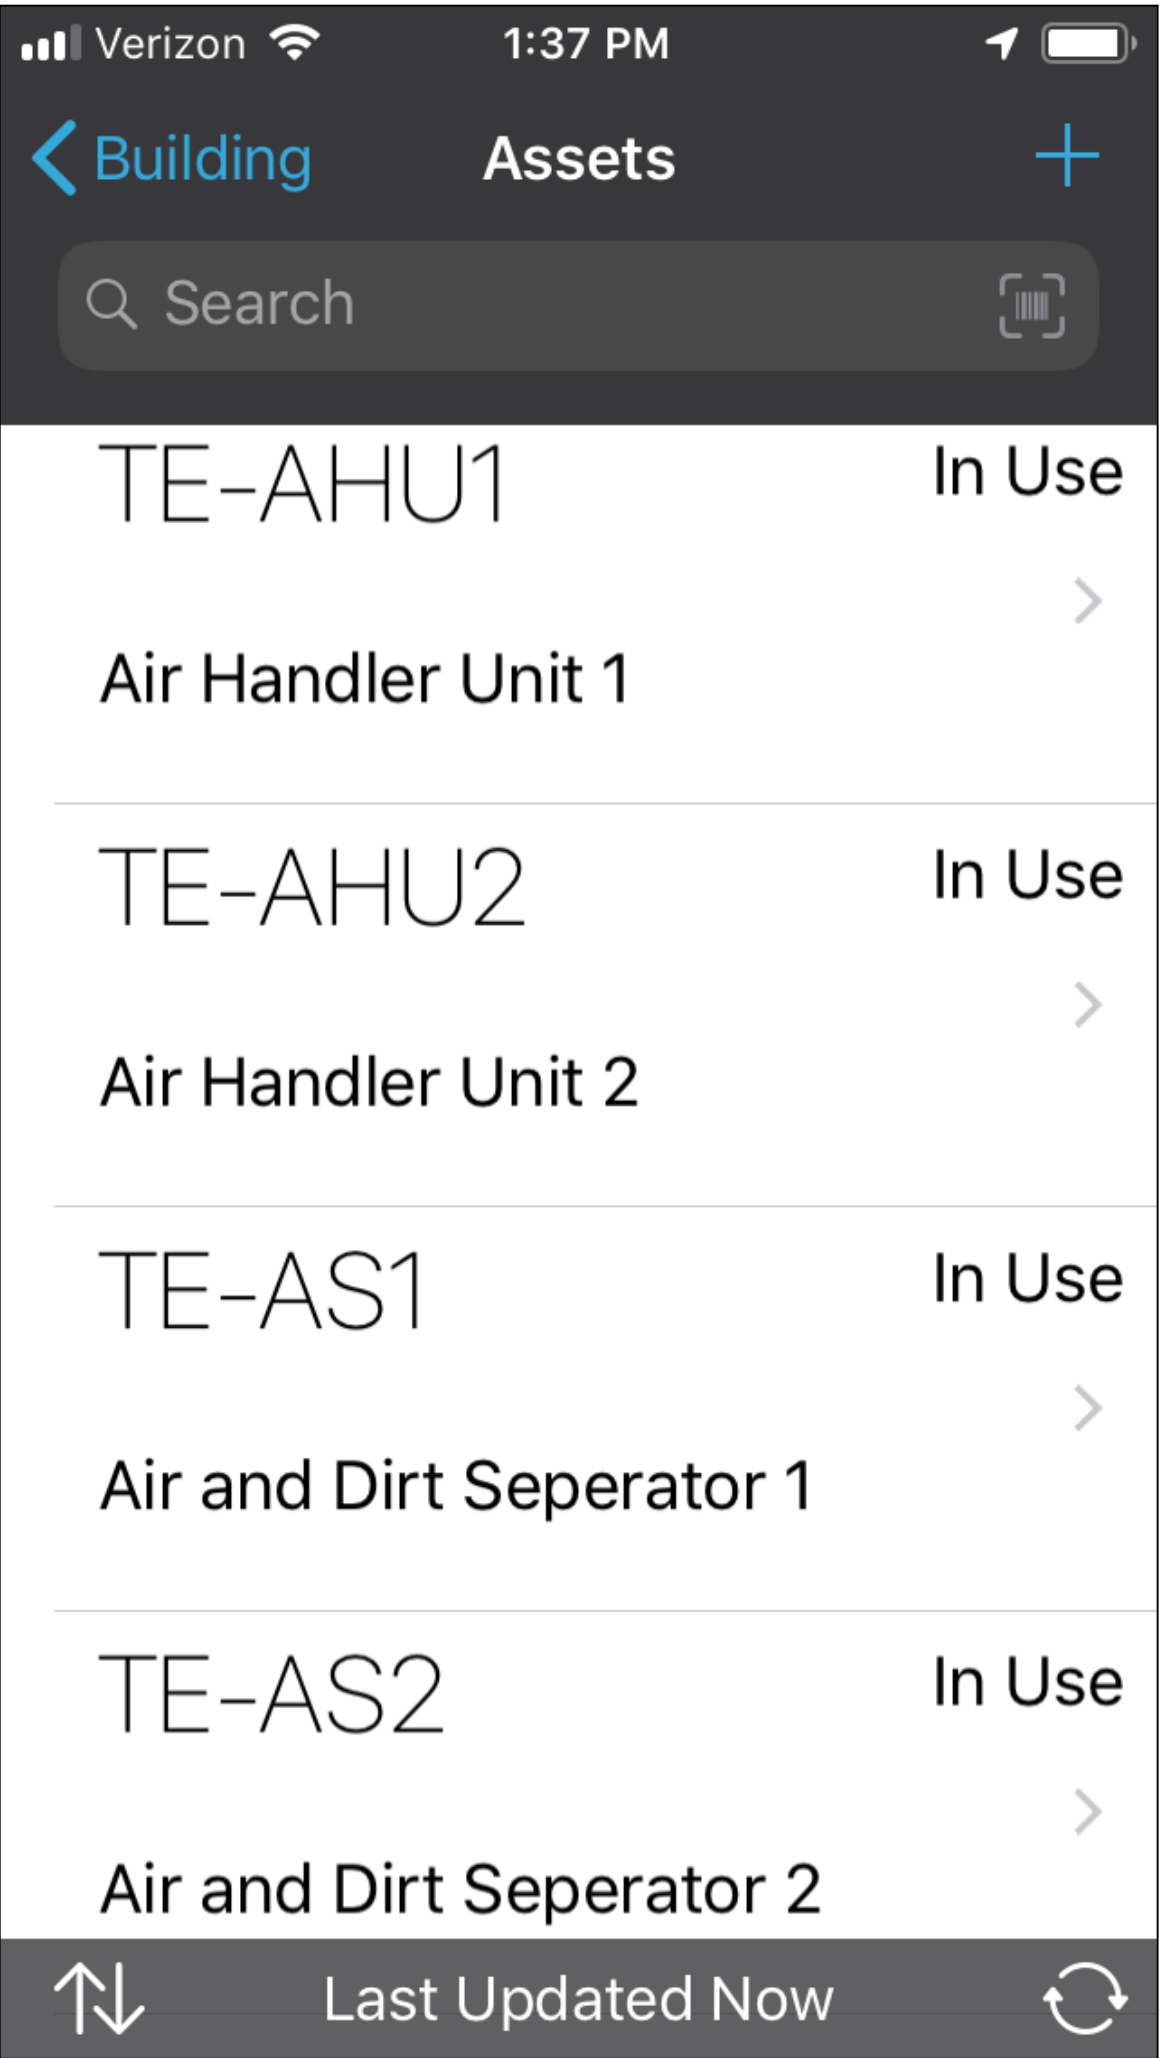 Verizon 1:37 PM
Building Assets
Search
TE-AHU1 In Use
Air Handler Unit 1
TE-AHU2 In Use
Air Handler Unit 2
TE-AS1 In Use
Air and Dirt Seperator 1
TE-AS2 In Use
Air and Dirt Seperator 2
Last Updated Now